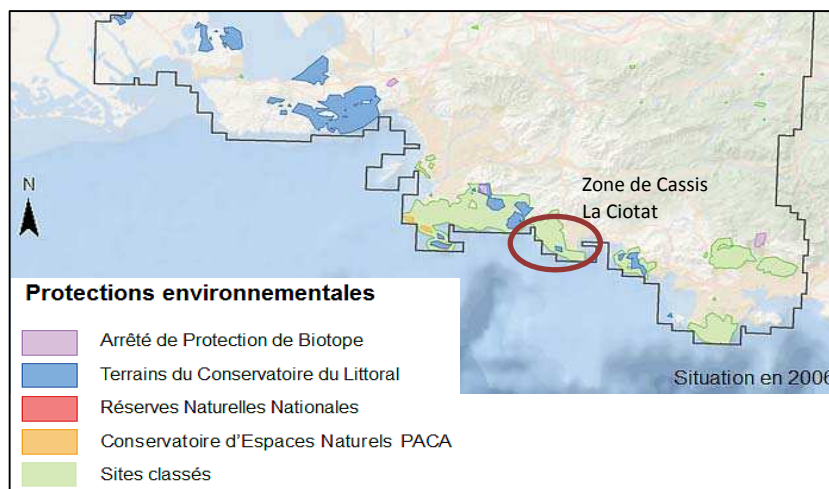 N
Zone de Cassis
La Ciotat
Protections environnementales
Arrêté de Protection de Biotope
Terrains du Conservatoire du Littoral
Réserves Naturelles Nationales
Conservatoire d'Espaces Naturels PACA
Sites classés
Situation en 2006